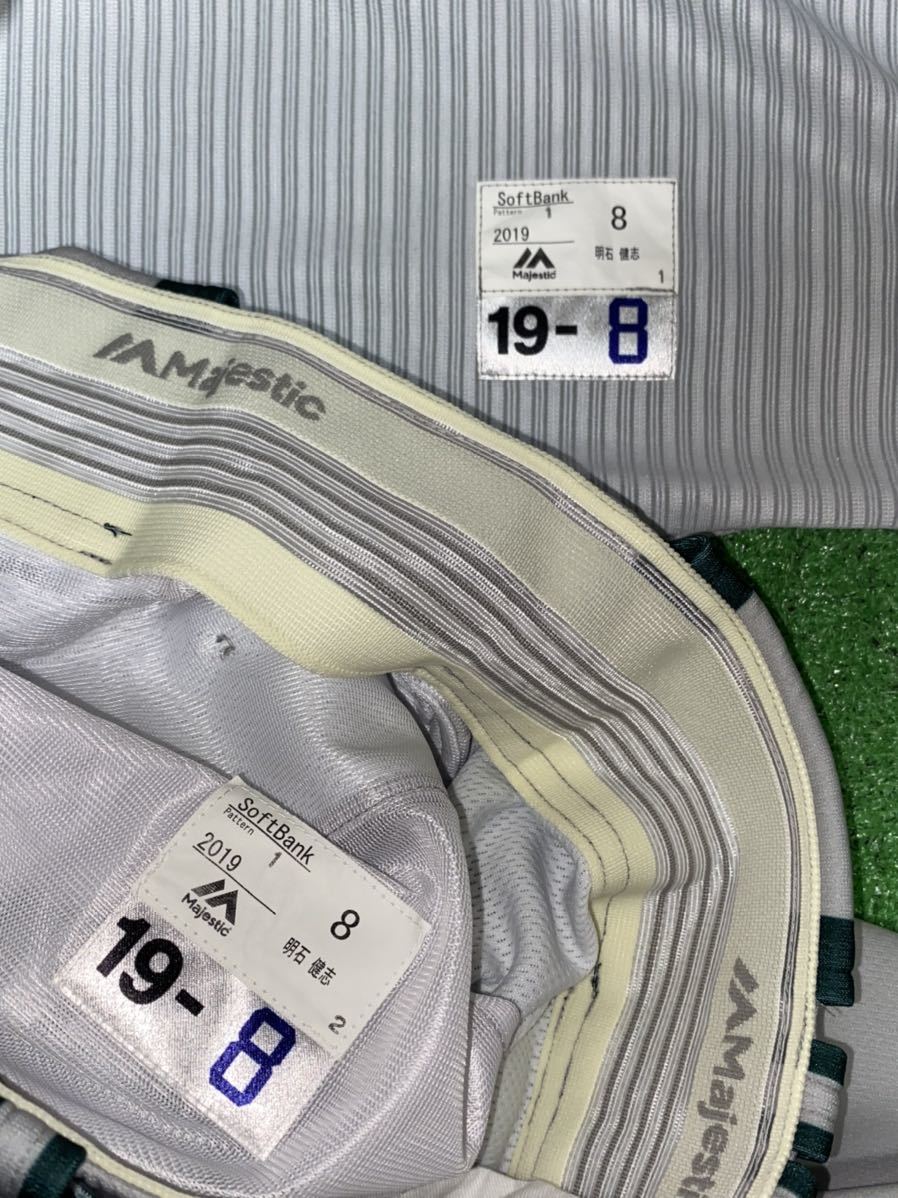 SoftBank
Pattern 1 8
2019
明石 健志
Majestic
1
19- 8
Majestic
SoftBank
Pattern 1
2019
8
Majestic
明石 健志
2
19- 8
Majestic